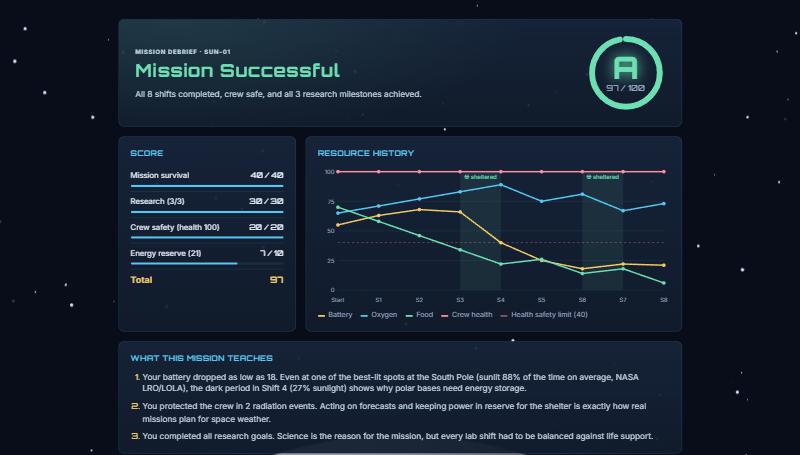 MISSION DEBRIEF · SUN-01
Mission Successful
All 8 shifts completed, crew safe, and all 3 research milestones achieved.
A
97/100
SCORE
Mission survival 40/40
Research (3/3) 30/30
Crew safety (health 100) 20/20
Energy reserve (21) 7/10
Total 97
RESOURCE HISTORY
100
75
50
25
0
sheltered
sheltered
Start S1 S2 S3 S4 S5 S6 S7 S8
Battery Oxygen Food Crew health Health safety limit (40)
WHAT THIS MISSION TEACHES
1. Your battery dropped as low as 18. Even at one of the best-lit spots at the South Pole (sunlit 88% of the time on average, NASA
LRO/LOLA), the dark period in Shift 4 (27% sunlight) shows why polar bases need energy storage.
2. You protected the crew in 2 radiation events. Acting on forecasts and keeping power in reserve for the shelter is exactly how real
missions plan for space weather.
3. You completed all research goals. Science is the reason for the mission, but every lab shift had to be balanced against life support.